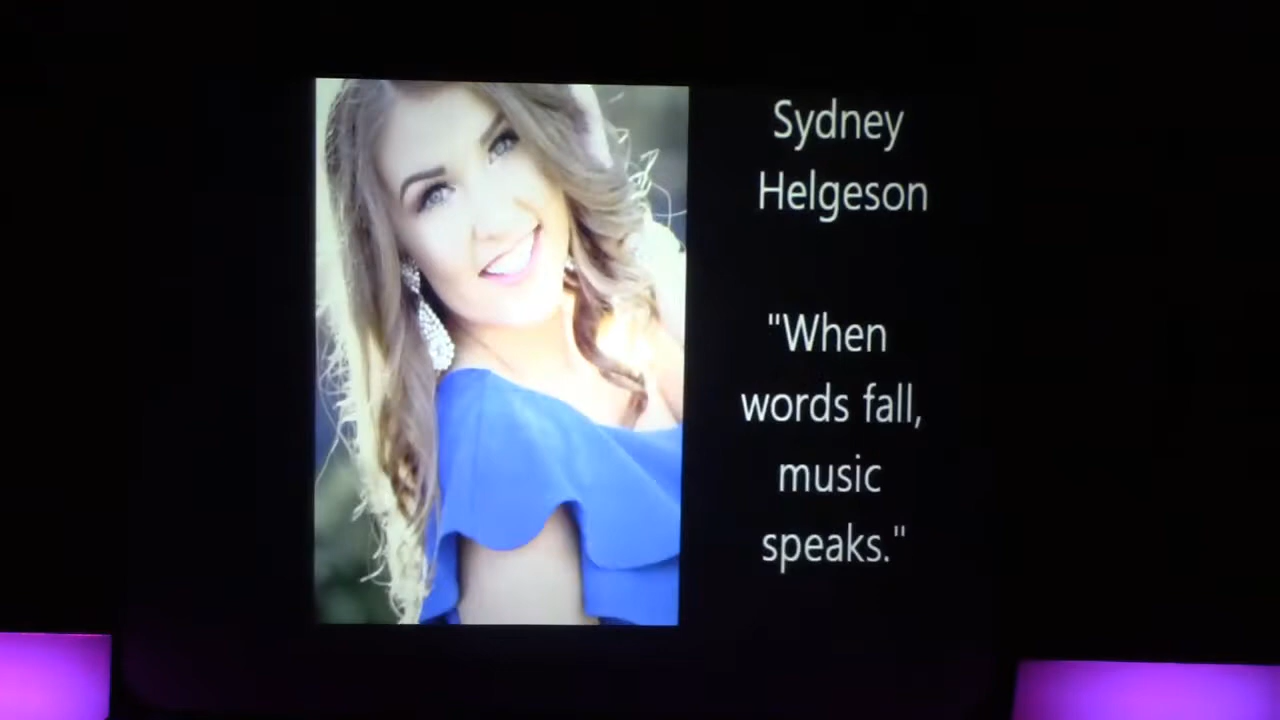 Sydney
Helgeson
"When
words fall,
music
speaks."